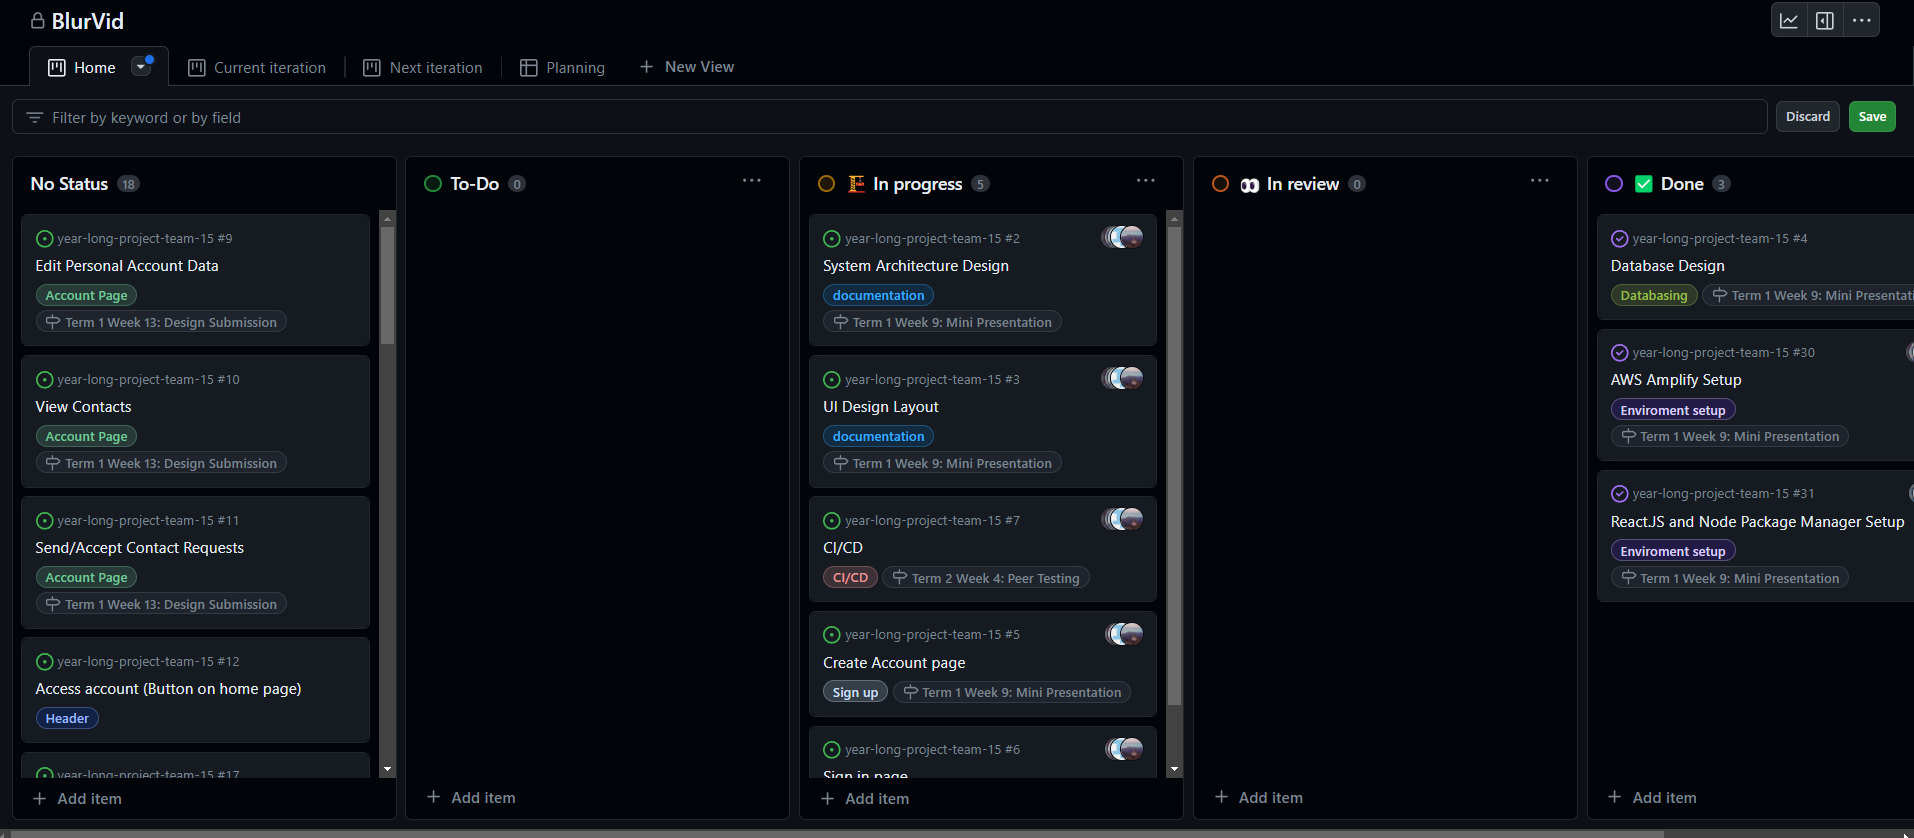 BlurVid
Home
Current iteration
Next iteration
Planning
New View
Filter by keyword or by field
Discard
Save
No Status 18
year-long-project-team-15 #9
Edit Personal Account Data
Account Page
Term 1 Week 13: Design Submission
year-long-project-team-15 #10
View Contacts
Account Page
Term 1 Week 13: Design Submission
year-long-project-team-15 #11
Send/Accept Contact Requests
Account Page
Term 1 Week 13: Design Submission
year-long-project-team-15 #12
Access account (Button on home page)
Header
year-long-project-team-15 #17
Add item
To-Do 0
Add item
In progress 5
year-long-project-team-15 #2
System Architecture Design
documentation
Term 1 Week 9: Mini Presentation
year-long-project-team-15 #3
UI Design Layout
documentation
Term 1 Week 9: Mini Presentation
year-long-project-team-15 #7
CI/CD
CI/CD Term 2 Week 4: Peer Testing
year-long-project-team-15 #5
Create Account page
Sign up Term 1 Week 9: Mini Presentation
year-long-project-team-15 #6
Sign in page
Add item
In review 0
Add item
Done 3
year-long-project-team-15 #4
Database Design
Databasing Term 1 Week 9: Mini Presentati
year-long-project-team-15 #30
AWS Amplify Setup
Enviroment setup
Term 1 Week 9: Mini Presentation
year-long-project-team-15 #31
ReactJS and Node Package Manager Setup
Enviroment setup
Term 1 Week 9: Mini Presentation
Add item